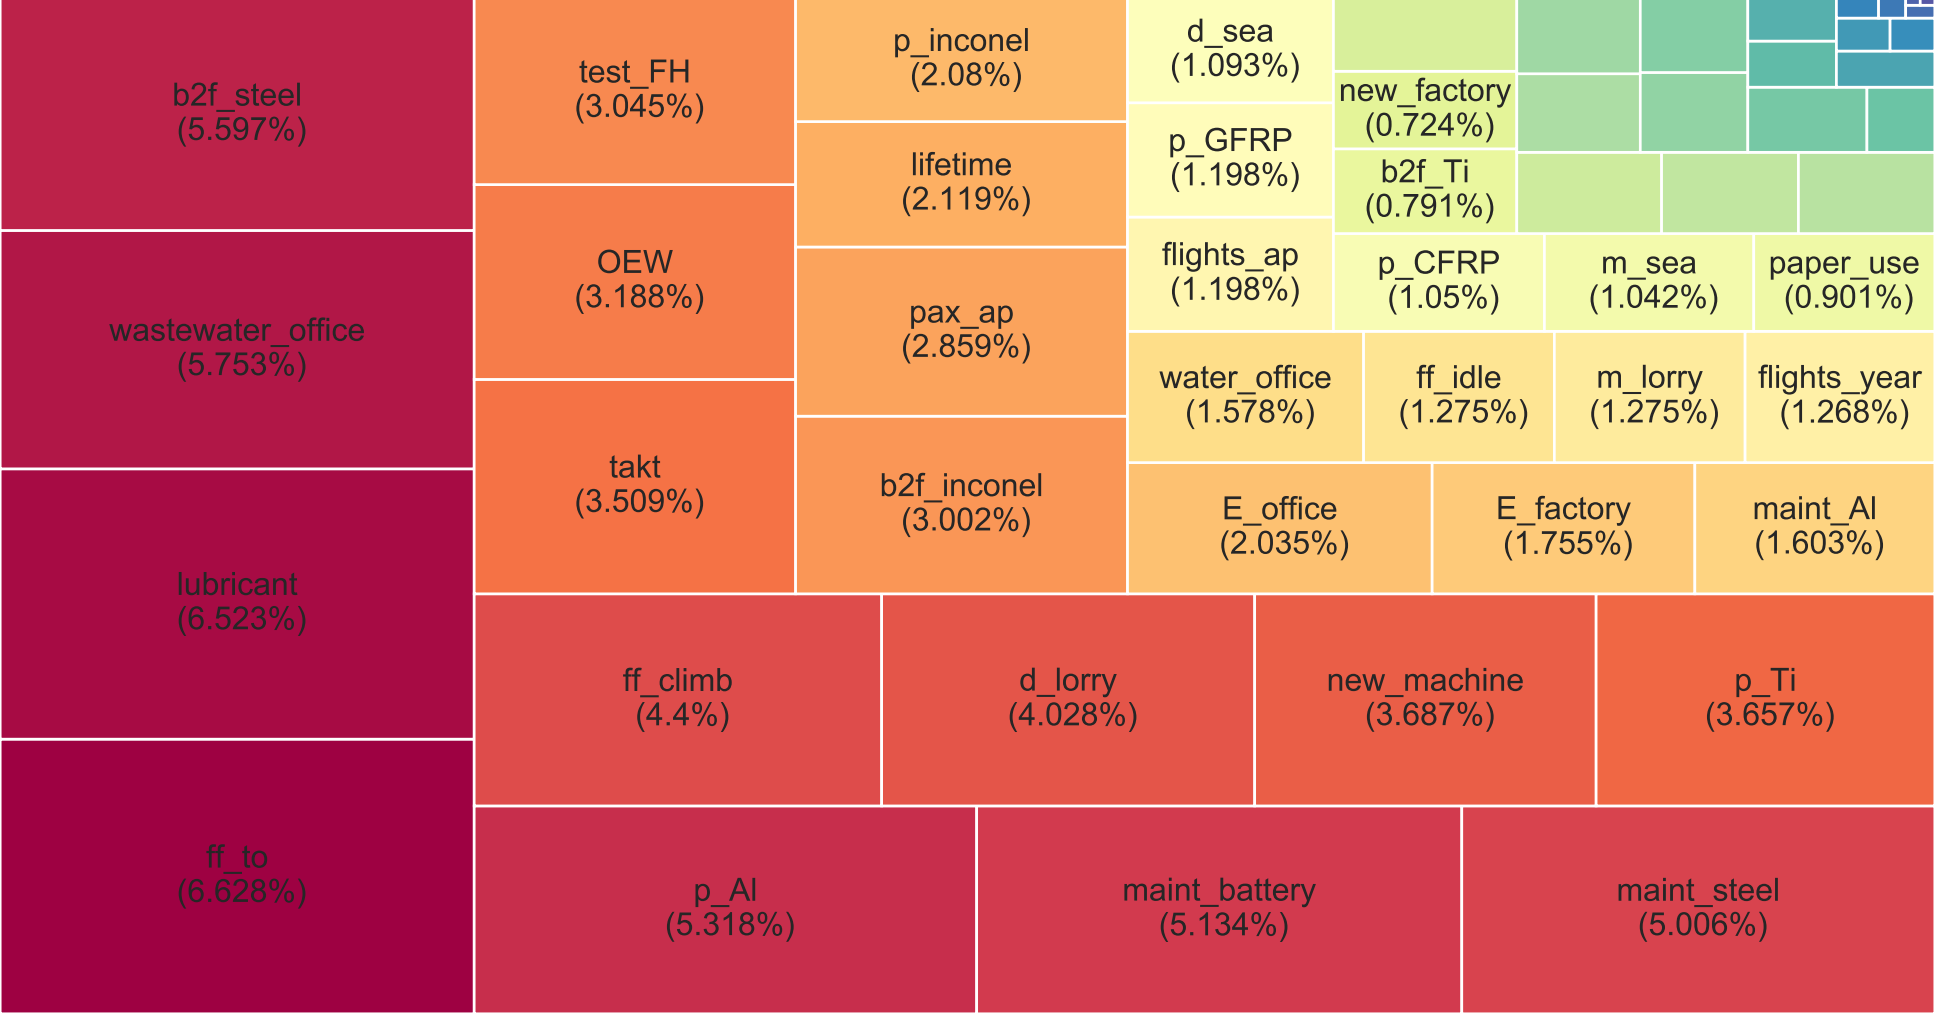 b2f_steel
(5.597%)
wastewater_office
(5.753%)
lubricant
(6.523%)
ff_to
(6.628%)
test_FH
(3.045%)
OEW
(3.188%)
takt
(3.509%)
p_inconel
(2.08%)
lifetime
(2.119%)
pax_ap
(2.859%)
b2f_inconel
(3.002%)
d_sea
(1.093%)
p_GFRP
(1.198%)
flights_ap
(1.198%)
new_factory
(0.724%)
b2f_Ti
(0.791%)
p_CFRP
(1.05%)
m_sea
(1.042%)
paper_use
(0.901%)
water_office
(1.578%)
ff_idle
(1.275%)
m_lorry
(1.275%)
flights_year
(1.268%)
E_office
(2.035%)
E_factory
(1.755%)
maint_Al
(1.603%)
ff_climb
(4.4%)
d_lorry
(4.028%)
new_machine
(3.687%)
p_Ti
(3.657%)
p_Al
(5.318%)
maint_battery
(5.134%)
maint_steel
(5.006%)